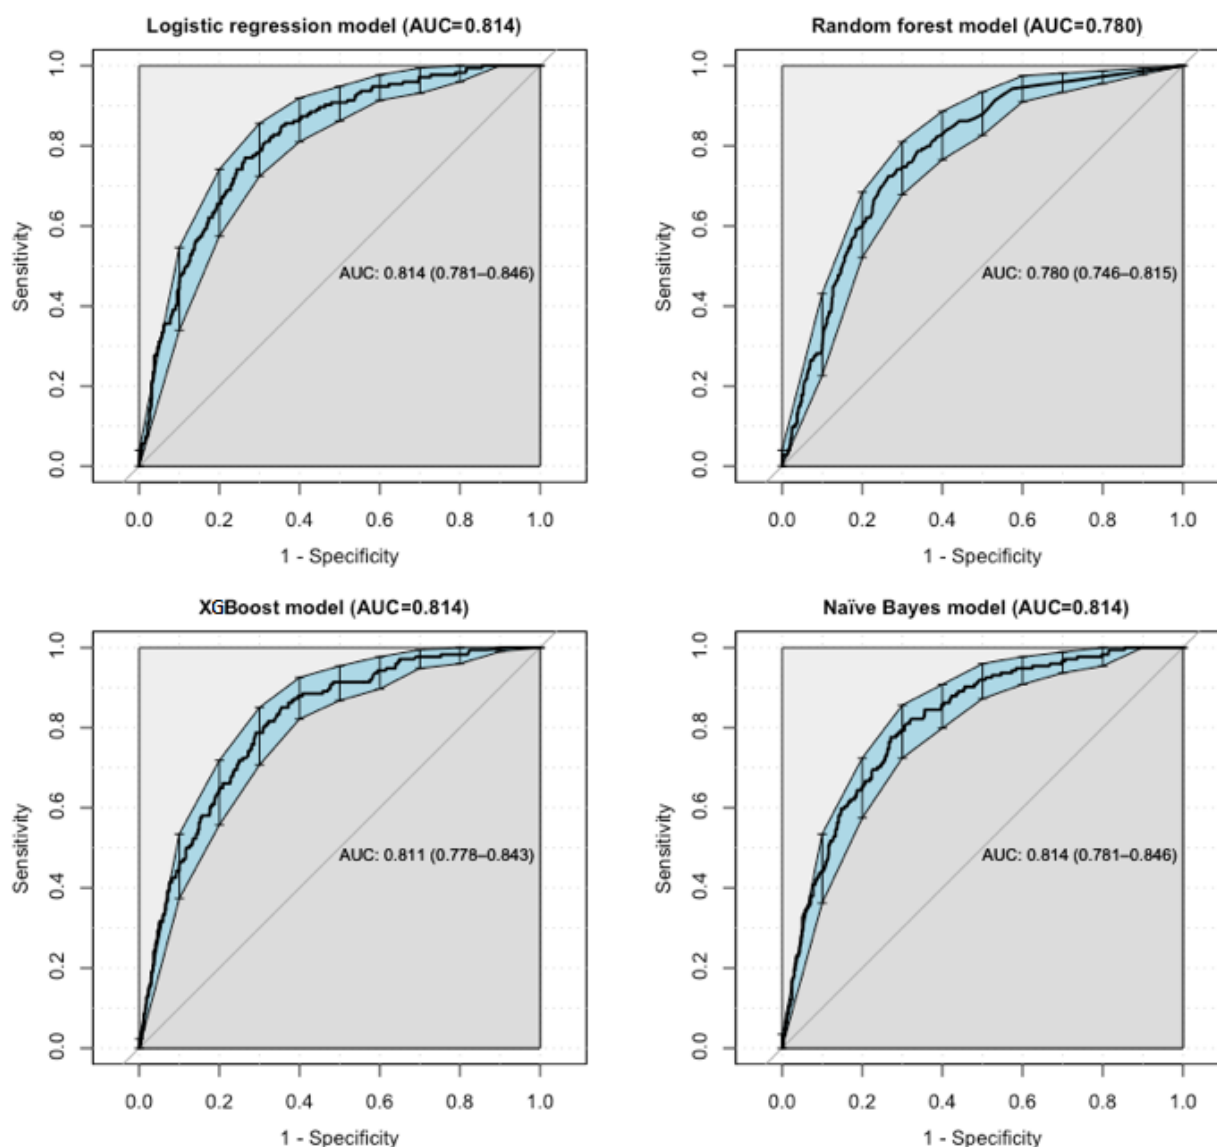 Logistic regression model (AUC=0.814)
1.0
0.8
0.6
0.4
0.2
0.0
Sensitivity
AUC: 0.814 (0.781–0.846)
0.0 0.2 0.4 0.6 0.8 1.0
1 - Specificity
Random forest model (AUC=0.780)
1.0
0.8
0.6
0.4
0.2
0.0
Sensitivity
AUC: 0.780 (0.746–0.815)
0.0 0.2 0.4 0.6 0.8 1.0
1 - Specificity
XGBoost model (AUC=0.814)
1.0
0.8
0.6
0.4
0.2
0.0
Sensitivity
AUC: 0.811 (0.778–0.843)
0.0 0.2 0.4 0.6 0.8 1.0
1 - Specificity
Naïve Bayes model (AUC=0.814)
1.0
0.8
0.6
0.4
0.2
0.0
Sensitivity
AUC: 0.814 (0.781–0.846)
0.0 0.2 0.4 0.6 0.8 1.0
1 - Specificity